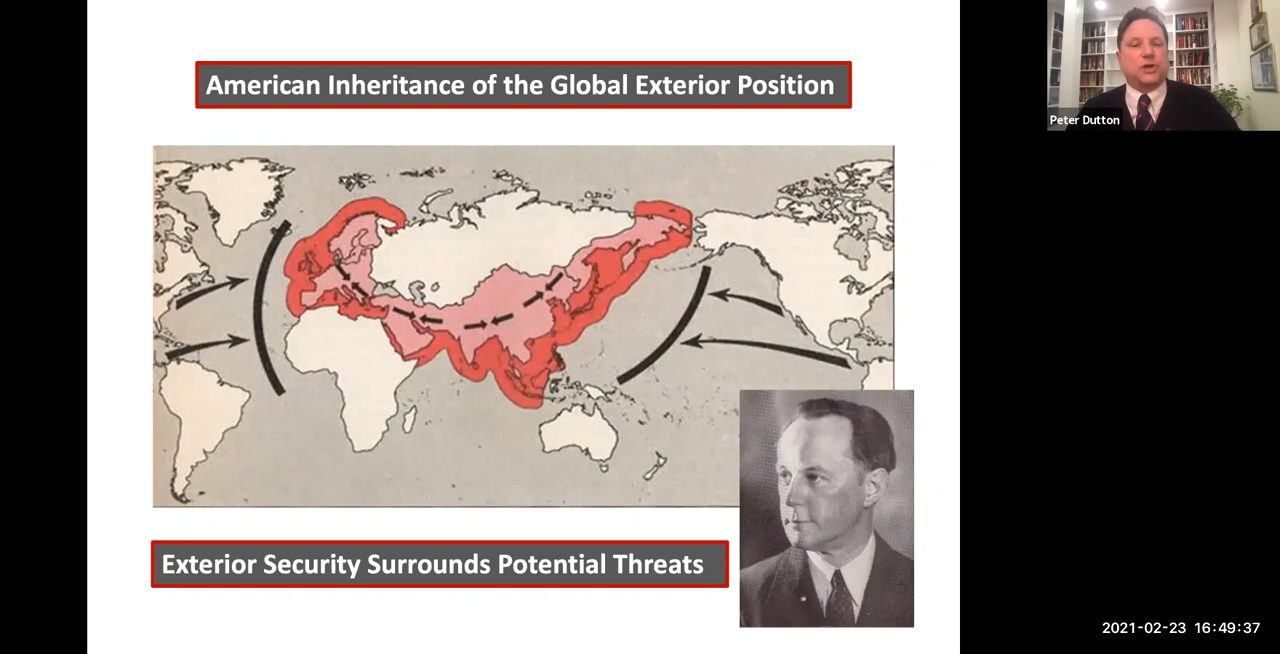 American Inheritance of the Global Exterior Position
Peter Dutton
Exterior Security Surrounds Potential Threats
2021-02-23 16:49:37